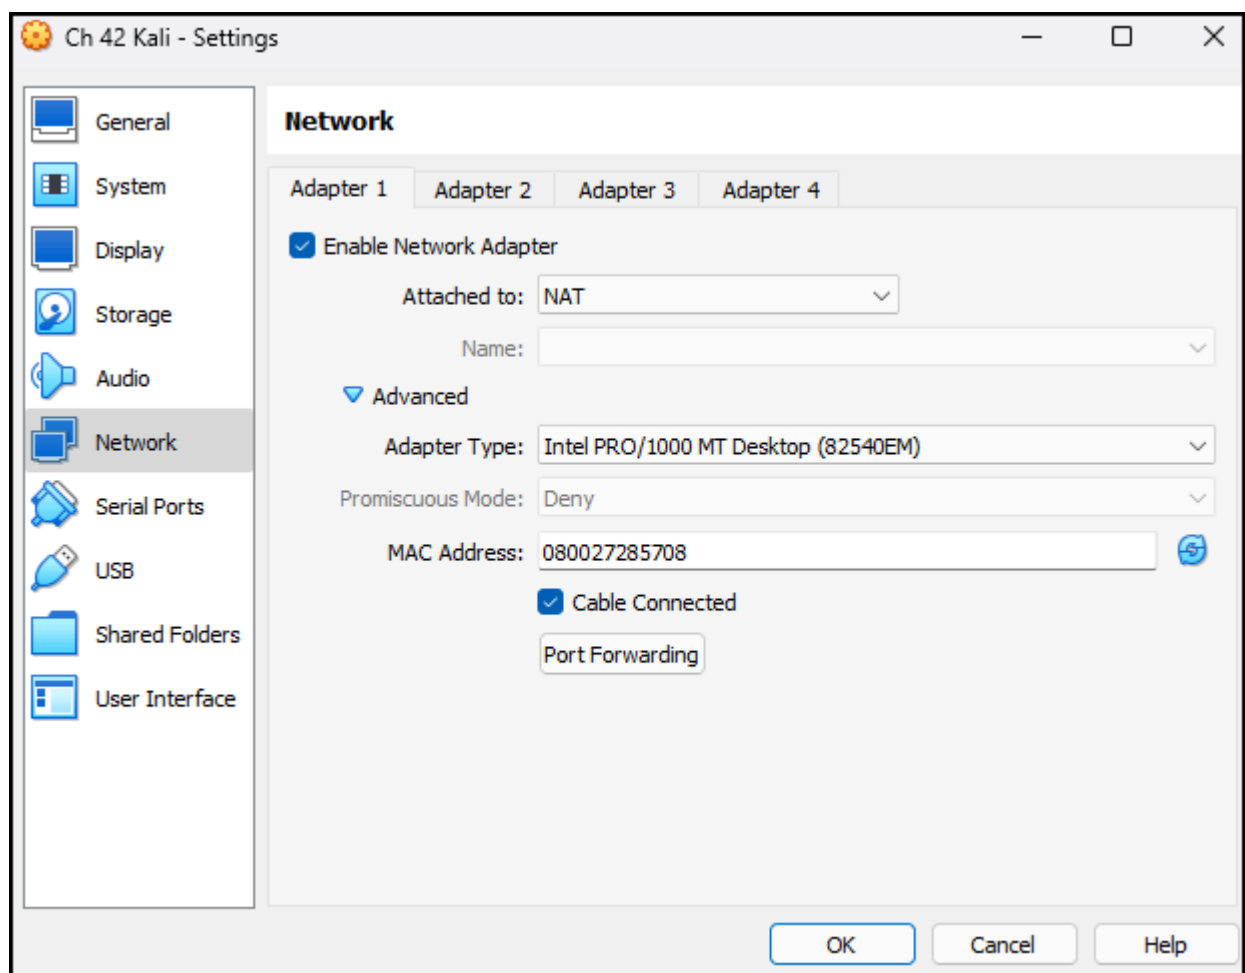 Ch 42 Kali - Settings
General
System
Display
Storage
Audio
Network
Serial Ports
USB
Shared Folders
User Interface
Network
Adapter 1 Adapter 2 Adapter 3 Adapter 4
Enable Network Adapter
Attached to: NAT
Name:
Advanced
Adapter Type: Intel PRO/1000 MT Desktop (82540EM)
Promiscuous Mode: Deny
MAC Address: 080027285708
Cable Connected
Port Forwarding
OK Cancel Help